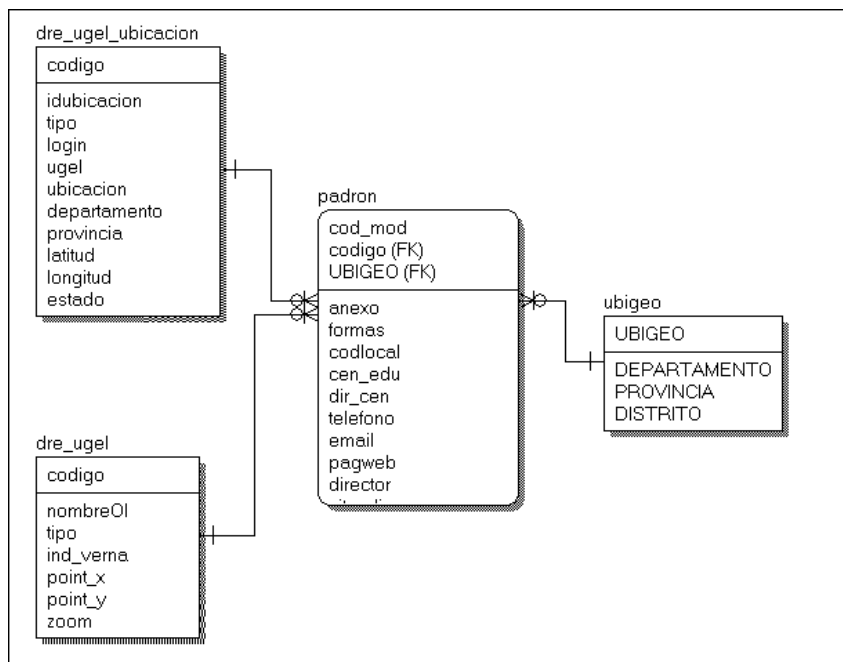 dre_ugel_ubicacion
codigo
idubicacion
tipo
login
ugel
ubicacion
departamento
provincia
latitud
longitud
estado
padron
cod_mod
codigo (FK)
UBIGEO (FK)
anexo
formas
codlocal
cen_edu
dir_cen
telefono
email
pagweb
director
ubigeo
UBIGEO
DEPARTAMENTO
PROVINCIA
DISTRITO
dre_ugel
codigo
nombreOI
tipo
ind_verna
point_x
point_y
zoom